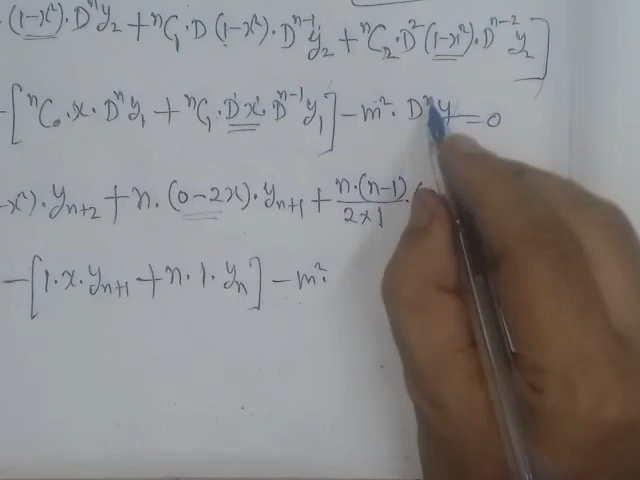 (1-x²)·Dⁿy₂ + ⁿC₁·D(1-x²)·Dⁿ⁻¹y₂ + ⁿC₂·D²(1-x²)·Dⁿ⁻²y₂]
-[ⁿC₀·x·Dⁿy₁ + ⁿC₁·D'x·Dⁿ⁻¹y₁] - m²·Dⁿy = 0
-x²)·yₙ₊₂ + n·(0-2x)·yₙ₊₁ + n·(n-1)/2×1·(
-[1·x·yₙ₊₁ + n·1·yₙ] - m²·